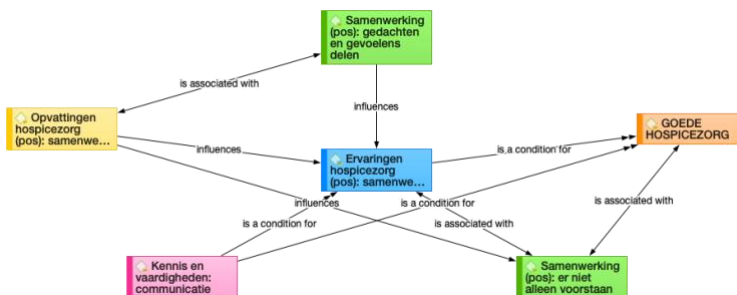 Samenwerking
(pos): gedachten
en gevoelens
delen
is associated with
influences
Opvattingen
hospicezorg
(pos): samenwe...
GOEDE
HOSPICEZORG
influences
is a condition for
Ervaringen
hospicezorg
(pos): samenwe...
influences
is a condition for
is a condition for
is associated with
is associated with
Kennis en
vaardigheden:
communicatie
Samenwerking
(pos): er niet
alleen voorstaan